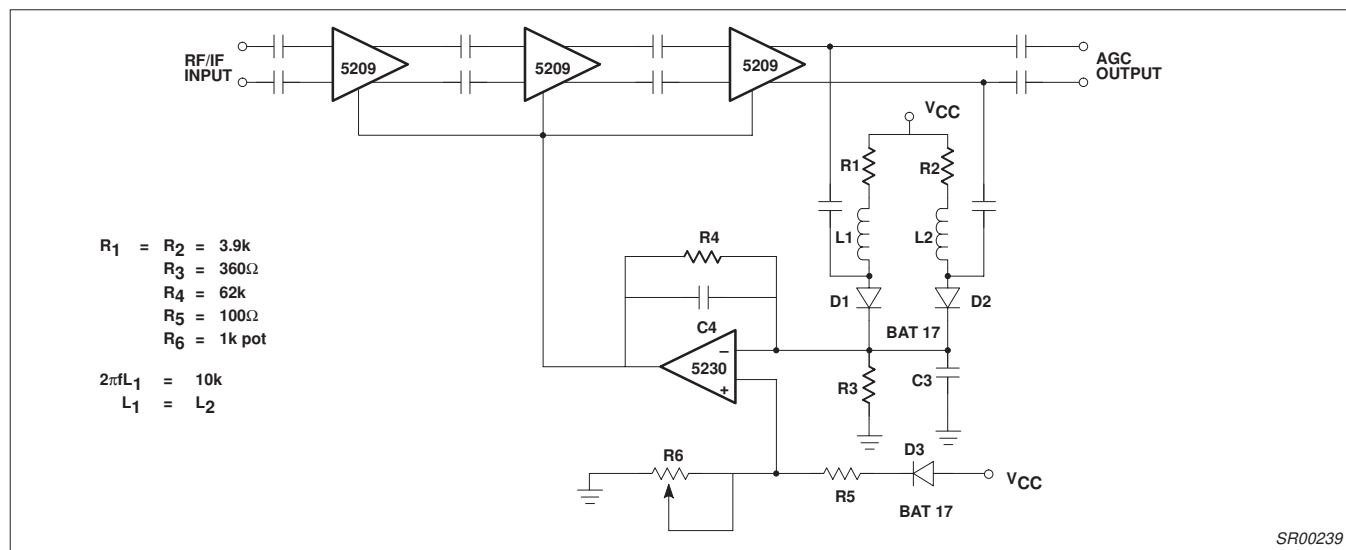 RF/IF
INPUT
5209
5209
5209
AGC
OUTPUT
VCC
R1
R2
L1
L2
R4
C4
D1
D2
BAT 17
5230
–
+
R3
C3
R1 = R2 = 3.9k
R3 = 360Ω
R4 = 62k
R5 = 100Ω
R6 = 1k pot
2πfL1 = 10k
L1 = L2
R6
R5
D3
BAT 17
VCC
SR00239